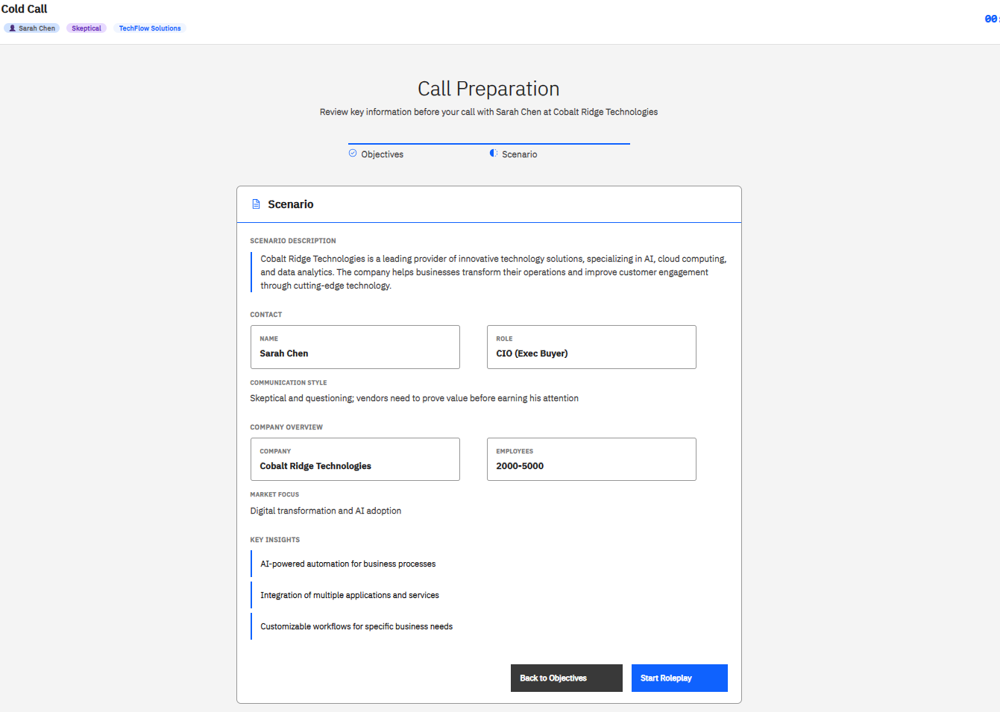 Cold Call
Sarah Chen Skeptical TechFlow Solutions
00:
Call Preparation
Review key information before your call with Sarah Chen at Cobalt Ridge Technologies
Objectives Scenario
Scenario
SCENARIO DESCRIPTION
Cobalt Ridge Technologies is a leading provider of innovative technology solutions, specializing in AI, cloud computing,
and data analytics. The company helps businesses transform their operations and improve customer engagement
through cutting-edge technology.
CONTACT
NAME ROLE
Sarah Chen CIO (Exec Buyer)
COMMUNICATION STYLE
Skeptical and questioning; vendors need to prove value before earning his attention
COMPANY OVERVIEW
COMPANY EMPLOYEES
Cobalt Ridge Technologies 2000-5000
MARKET FOCUS
Digital transformation and AI adoption
KEY INSIGHTS
AI-powered automation for business processes
Integration of multiple applications and services
Customizable workflows for specific business needs
Back to Objectives Start Roleplay